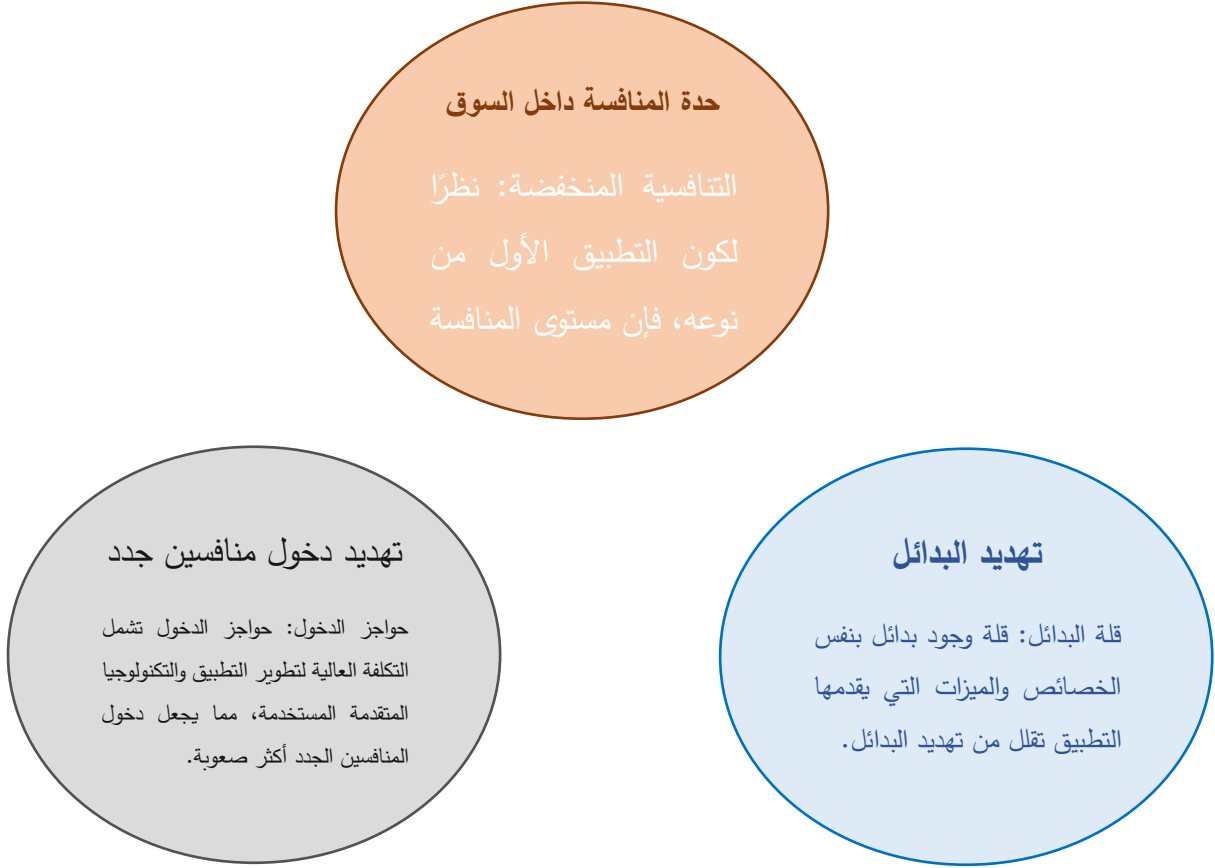 حدة المنافسة داخل السوق
التنافسية المنخفضة: نظرًا
لكون التطبيق الأول من
نوعه، فإن مستوى المنافسة
تهديد البدائل
قلة البدائل: قلة وجود بدائل بنفس
الخصائص والميزات التي يقدمها
التطبيق تقلل من تهديد البدائل.
تهديد دخول منافسين جدد
حواجز الدخول: حواجز الدخول تشمل
التكلفة العالية لتطوير التطبيق والتكنولوجيا
المتقدمة المستخدمة، مما يجعل دخول
المنافسين الجدد أكثر صعوبة.